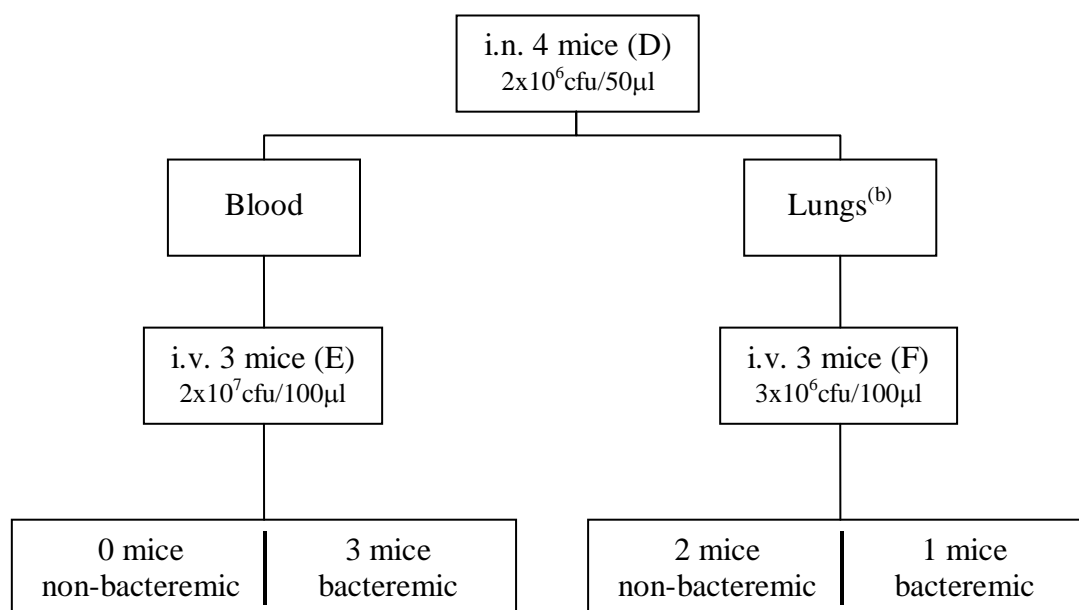 i.n. 4 mice (D)
2x10⁶cfu/50µl
Blood
Lungs⁽ᵇ⁾
i.v. 3 mice (E)
2x10⁷cfu/100µl
i.v. 3 mice (F)
3x10⁶cfu/100µl
0 mice
non-bacteremic
3 mice
bacteremic
2 mice
non-bacteremic
1 mice
bacteremic